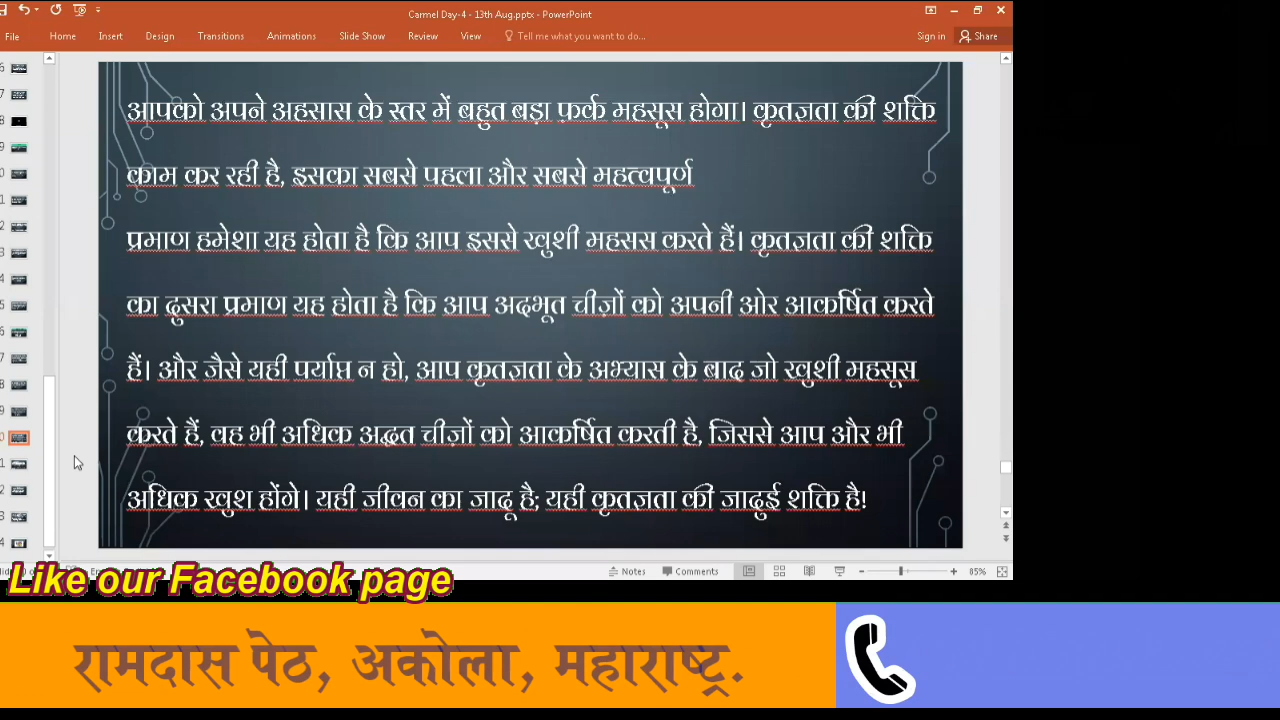 Carmel Day-4 - 13th Aug.pptx - PowerPoint
File Home Insert Design Transitions Animations Slide Show Review View Tell me what you want to do... Sign in Share
आपको अपने अहसास के स्तर में बहुत बड़ा फ़र्क महसूस होगा। कृतज्ञता की शक्ति
काम कर रही है, इसका सबसे पहला और सबसे महत्वपूर्ण
प्रमाण हमेशा यह होता है कि आप इससे खुशी महसस करते हैं। कृतज्ञता की शक्ति
का दुसरा प्रमाण यह होता है कि आप अदभूत चीज़ों को अपनी ओर आकर्षित करते
हैं। और जैसे यही पर्याप्त न हो, आप कृतज्ञता के अभ्यास के बाद जो खुशी महसूस
करते हैं, वह भी अधिक अद्भत चीज़ों को आकर्षित करती है, जिससे आप और भी
अधिक खुश होंगे। यही जीवन का जादू है; यही कृतज्ञता की जादुई शक्ति है!
Notes Comments 85%
Like our Facebook page
रामदास पेठ, अकोला, महाराष्ट्र.